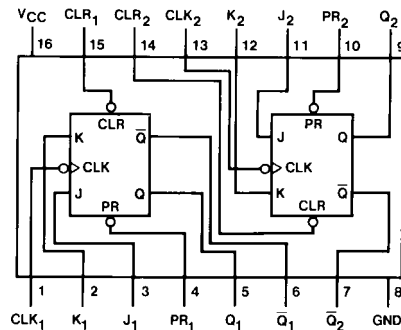 CLR₁ CLR₂ CLK₂ K₂ J₂ PR₂ Q₂
VCC
16 15 14 13 12 11 10 9
CLR PR
K Q̅ J Q
CLK CLK
J Q K Q̅
PR CLR
1 2 3 4 5 6 7 8
CLK₁ K₁ J₁ PR₁ Q₁ Q̅₁ Q̅₂ GND